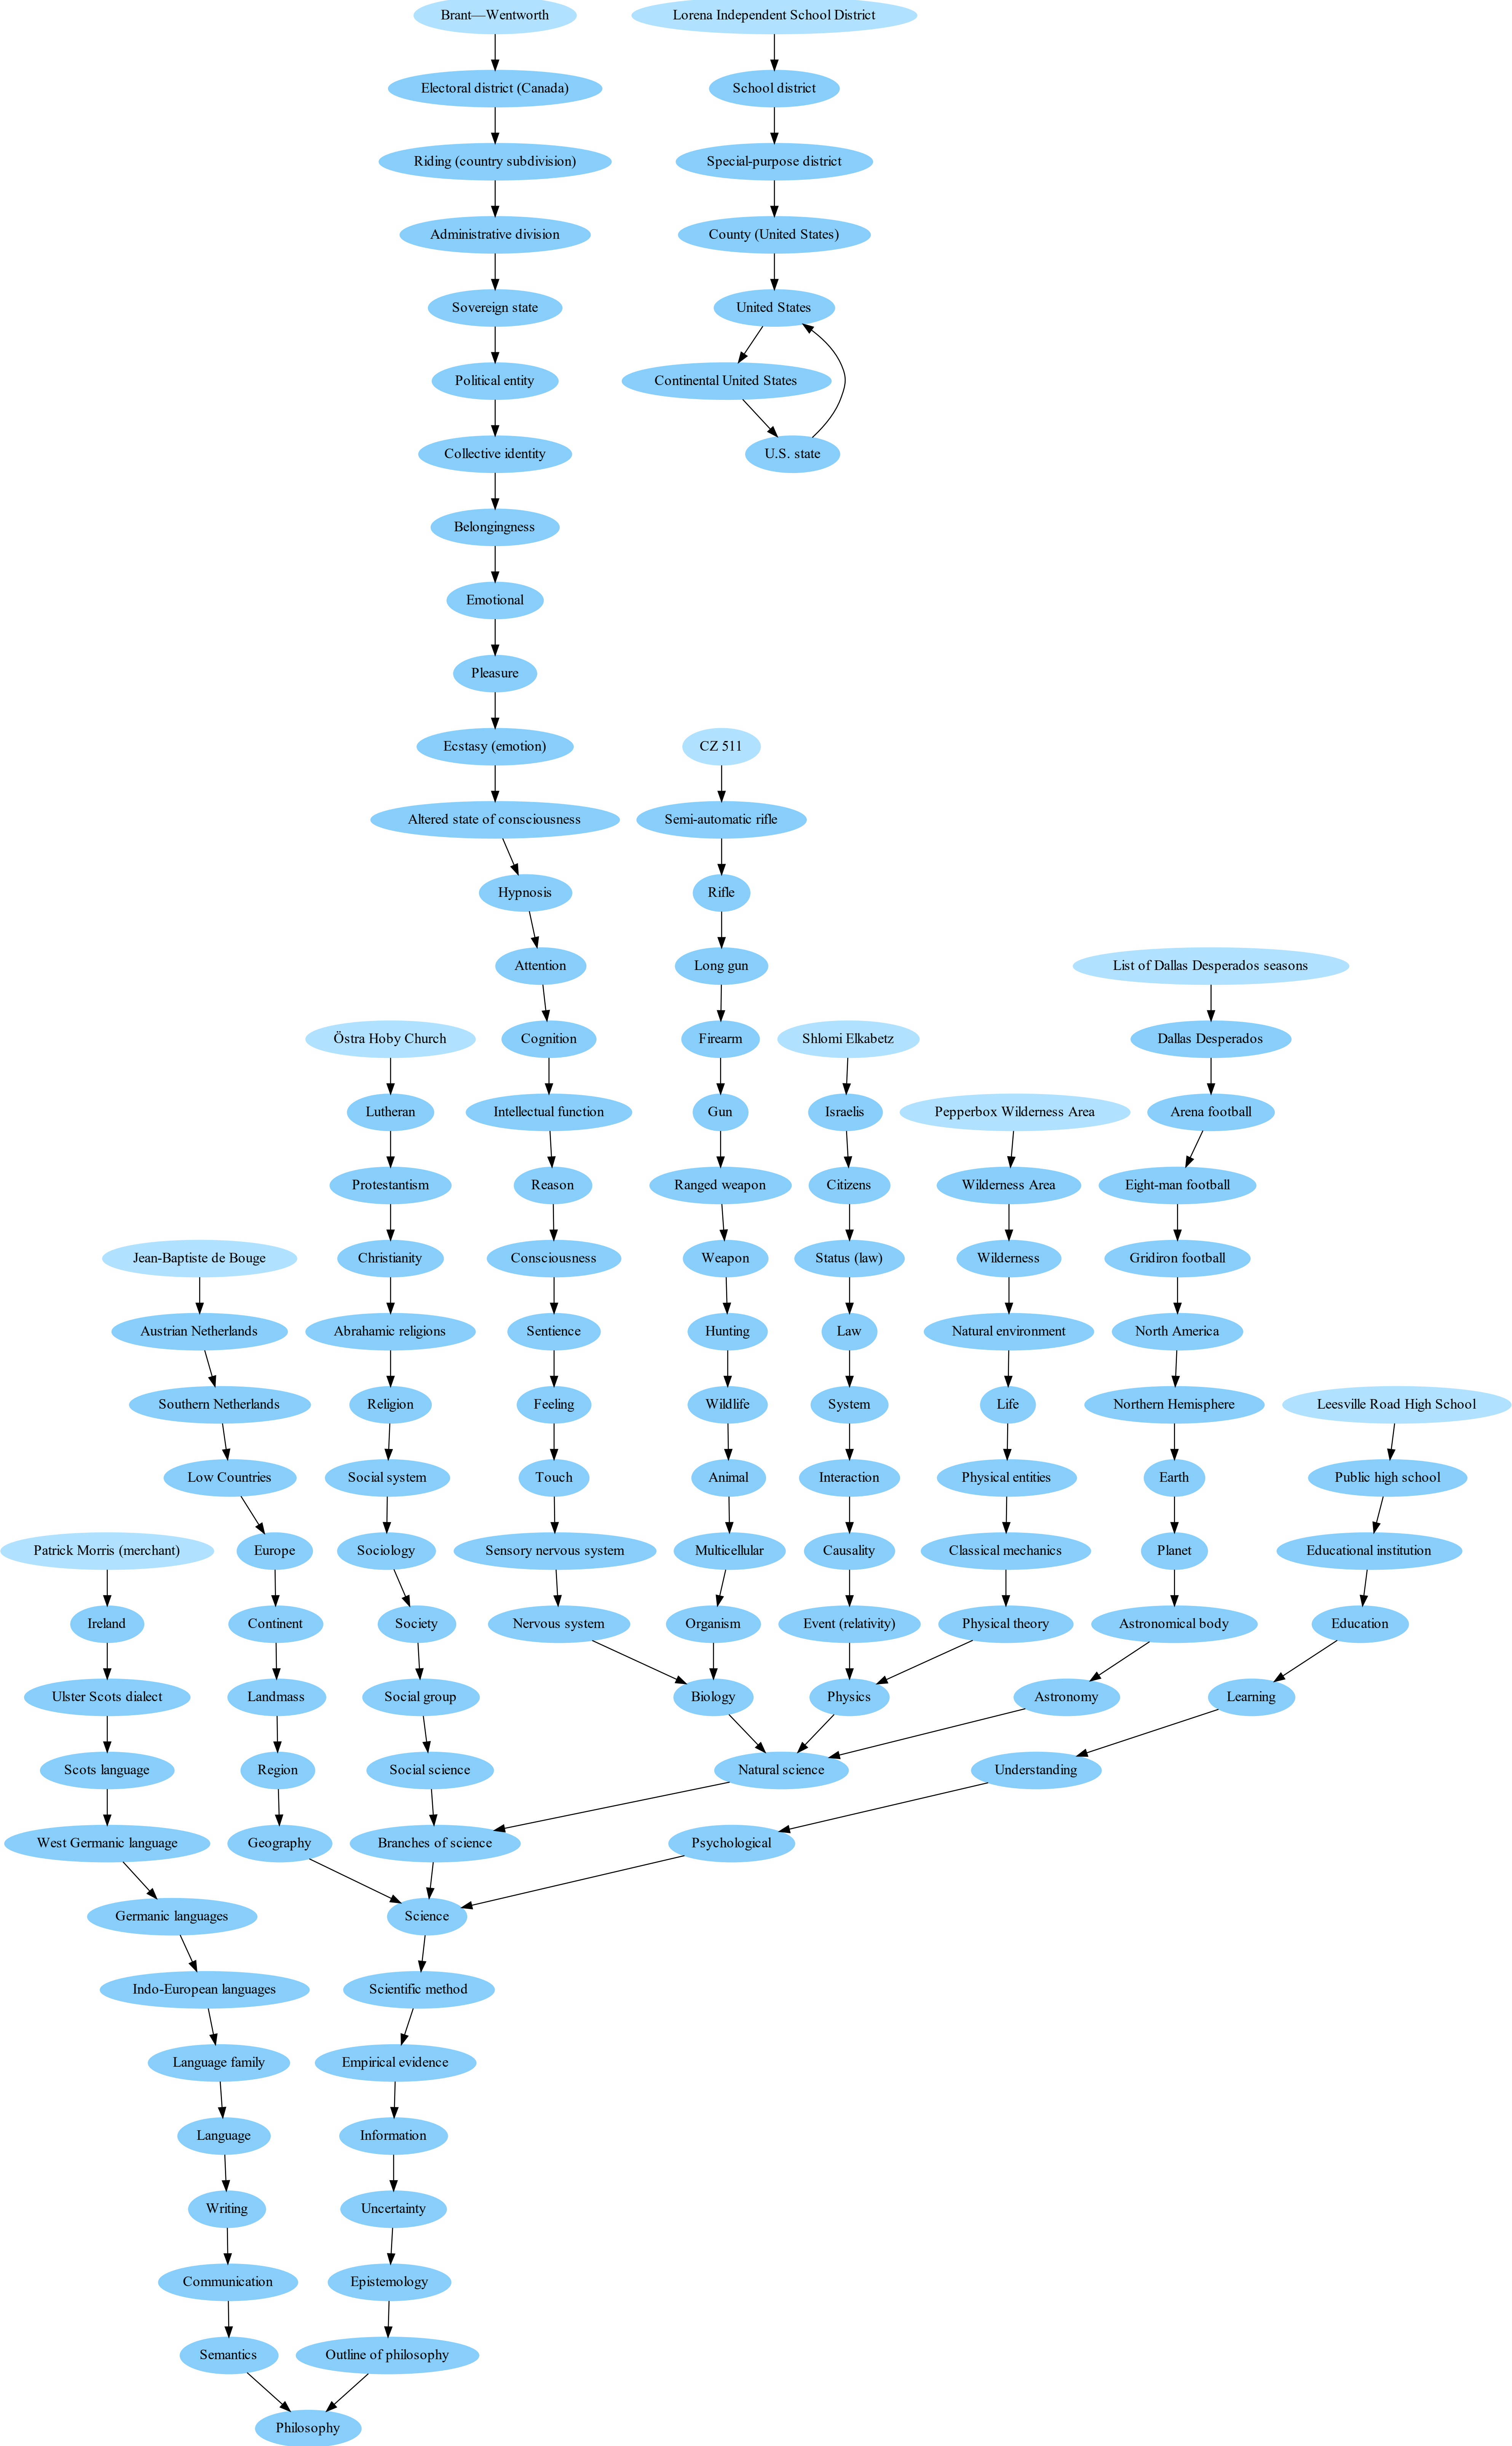 Brant—Wentworth
Lorena Independent School District
Electoral district (Canada)
School district
Riding (country subdivision)
Special-purpose district
Administrative division
County (United States)
Sovereign state
United States
Political entity
Continental United States
Collective identity
U.S. state
Belongingness
Emotional
Pleasure
Ecstasy (emotion)
CZ 511
Altered state of consciousness
Semi-automatic rifle
Hypnosis
Rifle
Attention
Long gun
List of Dallas Desperados seasons
Östra Hoby Church
Cognition
Firearm
Shlomi Elkabetz
Dallas Desperados
Lutheran
Intellectual function
Gun
Israelis
Pepperbox Wilderness Area
Arena football
Protestantism
Reason
Ranged weapon
Citizens
Wilderness Area
Eight-man football
Jean-Baptiste de Bouge
Christianity
Consciousness
Weapon
Status (law)
Wilderness
Gridiron football
Austrian Netherlands
Abrahamic religions
Sentience
Hunting
Law
Natural environment
North America
Southern Netherlands
Religion
Feeling
Wildlife
System
Life
Northern Hemisphere
Leesville Road High School
Low Countries
Social system
Touch
Animal
Interaction
Physical entities
Earth
Public high school
Patrick Morris (merchant)
Europe
Sociology
Sensory nervous system
Multicellular
Causality
Classical mechanics
Planet
Educational institution
Ireland
Continent
Society
Nervous system
Organism
Event (relativity)
Physical theory
Astronomical body
Education
Ulster Scots dialect
Landmass
Social group
Biology
Physics
Astronomy
Learning
Scots language
Region
Social science
Natural science
Understanding
West Germanic language
Geography
Branches of science
Psychological
Germanic languages
Science
Indo-European languages
Scientific method
Language family
Empirical evidence
Language
Information
Writing
Uncertainty
Communication
Epistemology
Semantics
Outline of philosophy
Philosophy